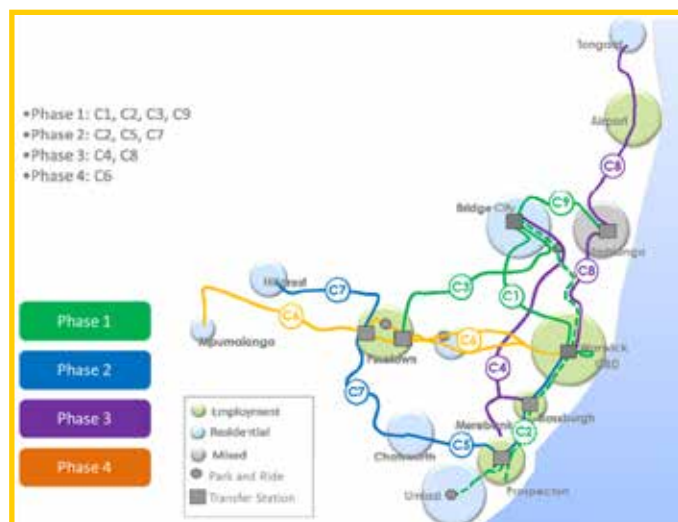 Tongaat
•Phase 1: C1, C2, C3, C9
•Phase 2: C2, C5, C7
•Phase 3: C4, C8
•Phase 4: C6
Airport
C8
Bridge City
C9
C8
C7
C3
C1
C6
Mpumalanga
Phase 1
Pinetown
C6
Warwick
CBD
Phase 2
C4
C7
Phase 3
Employment
Residential
Mixed
Park and Ride
Transfer Station
Merebank
Rossburgh
C2
C5
Chatsworth
Phase 4
Umlazi
Prospecton